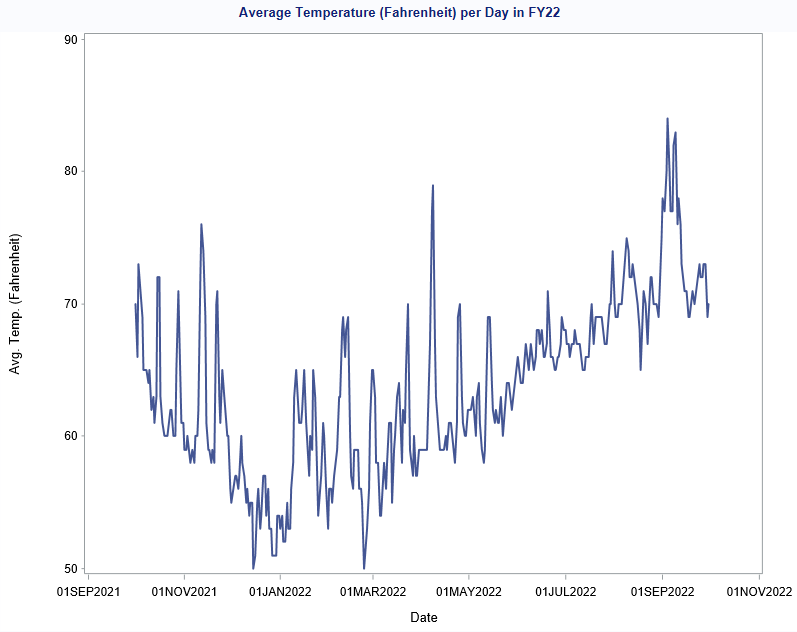 Average Temperature (Fahrenheit) per Day in FY22
90
80
70
60
50
Avg. Temp. (Fahrenheit)
01SEP2021 01NOV2021 01JAN2022 01MAR2022 01MAY2022 01JUL2022 01SEP2022 01NOV2022
Date